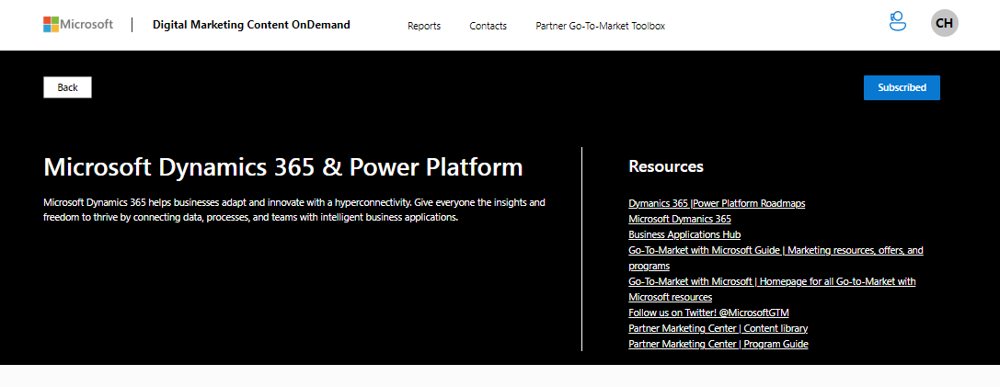 Microsoft
Digital Marketing Content OnDemand
Reports
Contacts
Partner Go-To-Market Toolbox
CH
Back
Subscribed
Microsoft Dynamics 365 & Power Platform
Microsoft Dynamics 365 helps businesses adapt and innovate with a hyperconnectivity. Give everyone the insights and
freedom to thrive by connecting data, processes, and teams with intelligent business applications.
Resources
Dymanics 365 |Power Platform Roadmaps
Microsoft Dymanics 365
Business Applications Hub
Go-To-Market with Microsoft Guide | Marketing resources, offers, and
programs
Go-To-Market with Microsoft | Homepage for all Go-to-Market with
Microsoft resources
Follow us on Twitter! @MicrosoftGTM
Partner Marketing Center | Content library
Partner Marketing Center | Program Guide